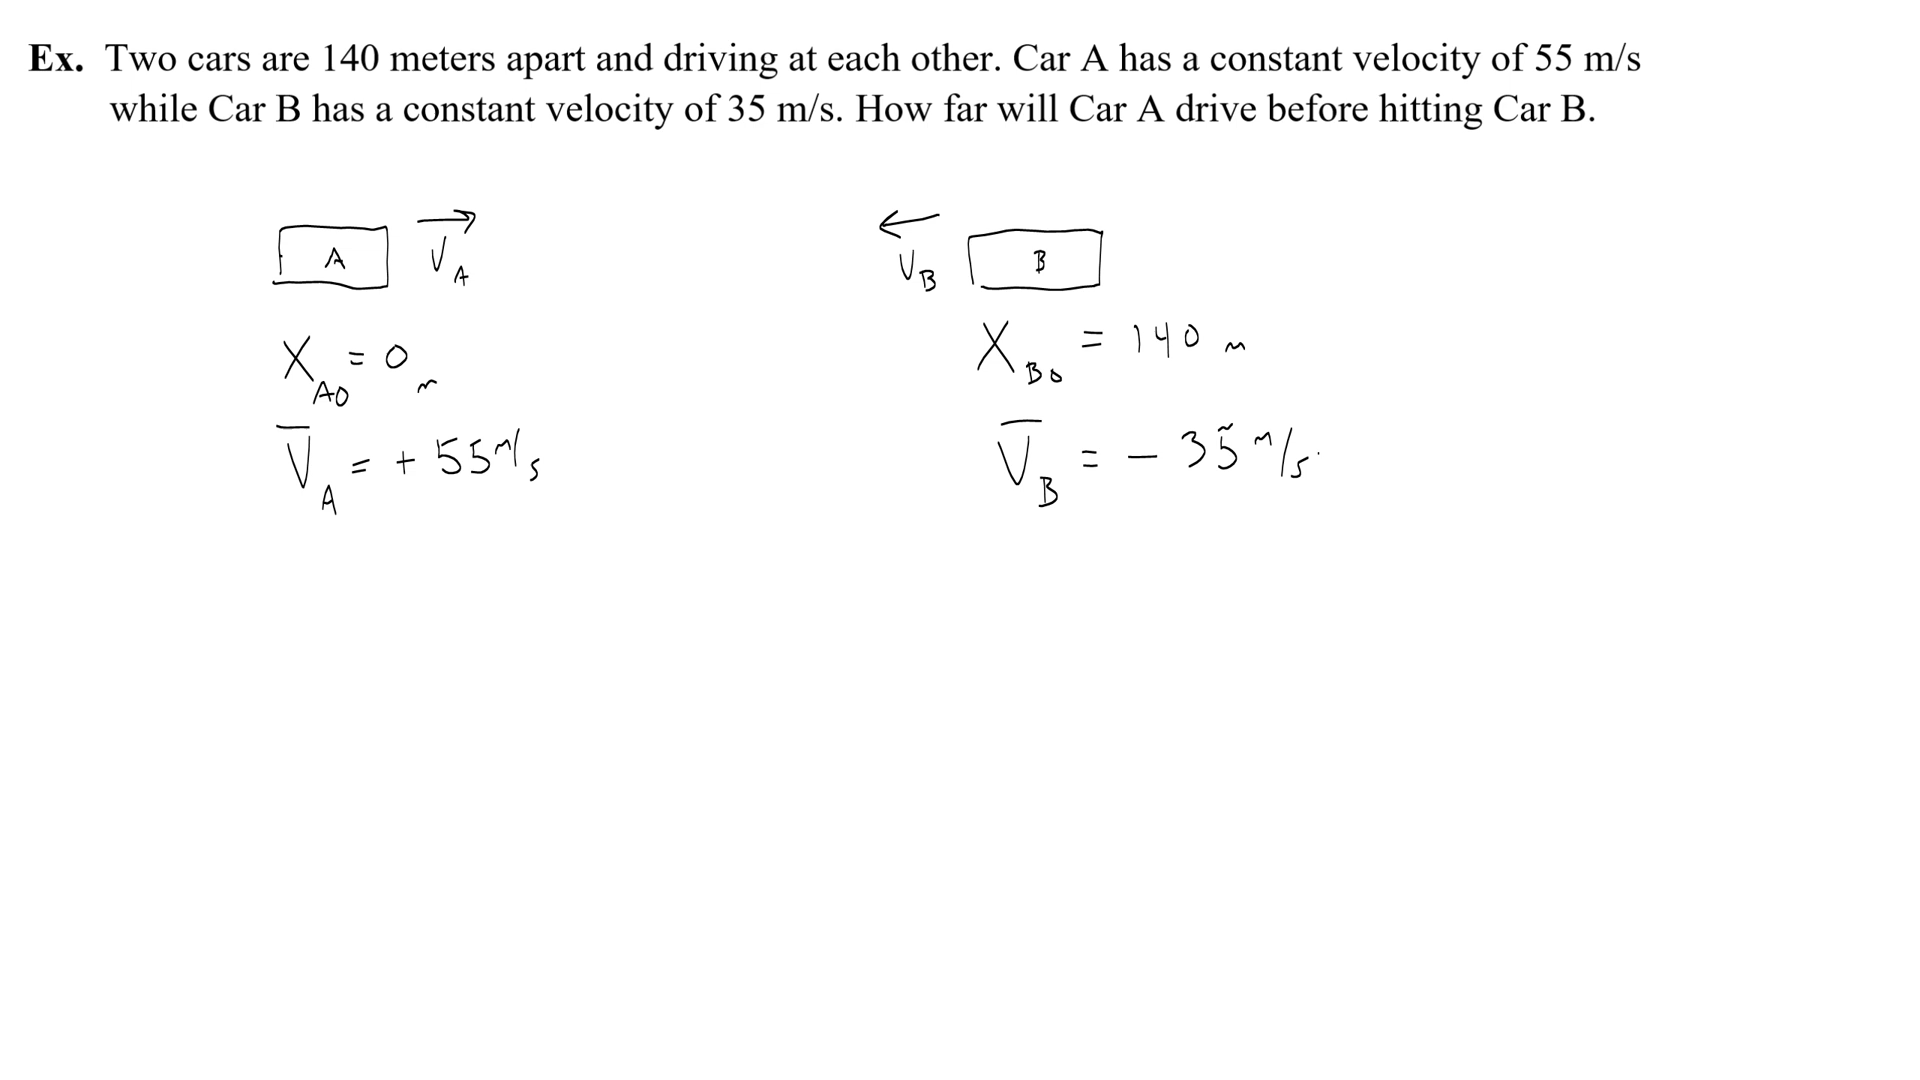 Ex. Two cars are 140 meters apart and driving at each other. Car A has a constant velocity of 55 m/s
while Car B has a constant velocity of 35 m/s. How far will Car A drive before hitting Car B.
A V_A V_B B
X_A0 = 0 m X_B0 = 140 m
V̅_A = + 55 m/s V̅_B = - 35 m/s